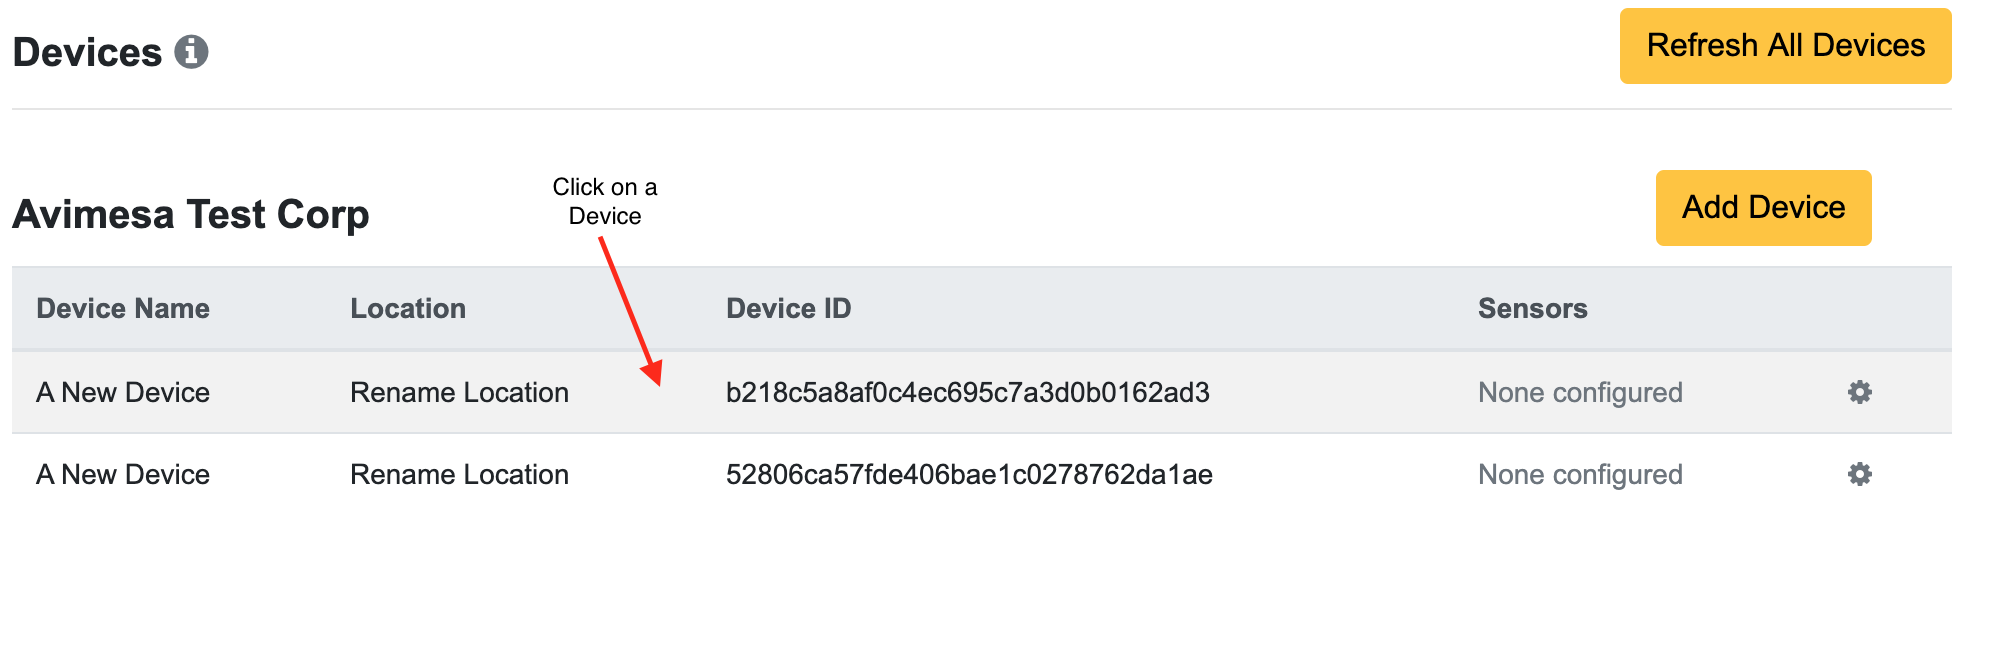 Devices
Refresh All Devices
Click on a
Device
Avimesa Test Corp
Add Device
Device Name Location Device ID Sensors
A New Device Rename Location b218c5a8af0c4ec695c7a3d0b0162ad3 None configured
A New Device Rename Location 52806ca57fde406bae1c0278762da1ae None configured